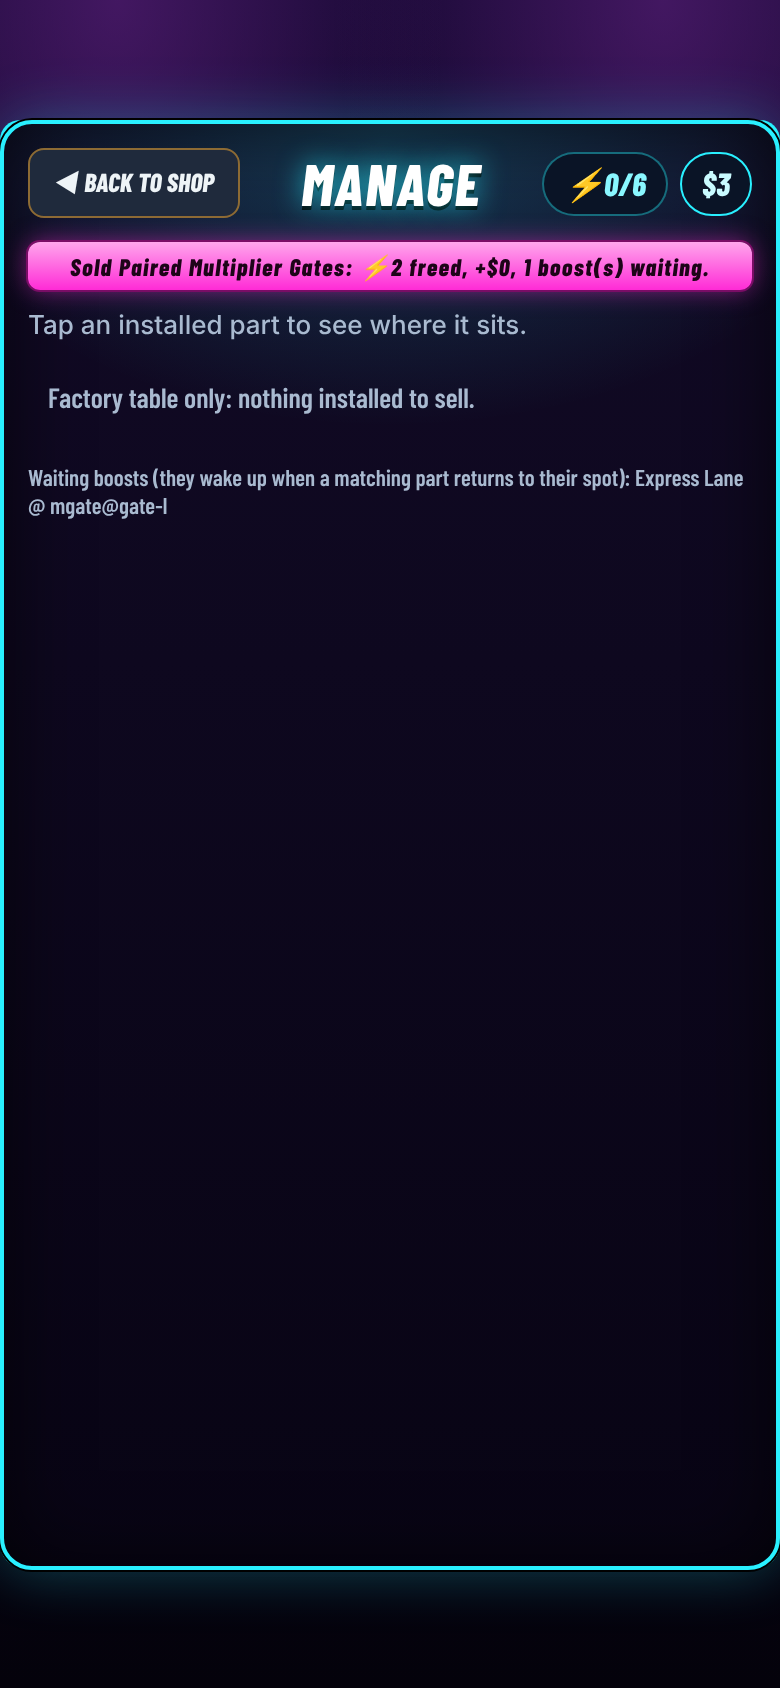 ◀ BACK TO SHOP
MANAGE
⚡0/6
$3
Sold Paired Multiplier Gates: ⚡2 freed, +$0, 1 boost(s) waiting.
Tap an installed part to see where it sits.
Factory table only: nothing installed to sell.
Waiting boosts (they wake up when a matching part returns to their spot): Express Lane
@ mgate@gate-l